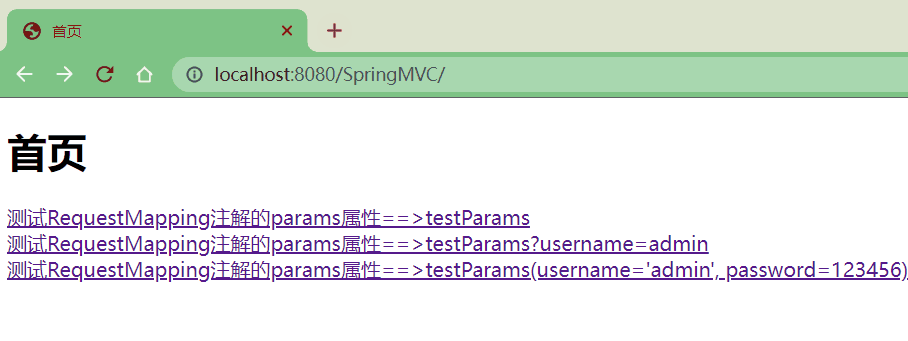 首页
localhost:8080/SpringMVC/
首页
测试RequestMapping注解的params属性==>testParams
测试RequestMapping注解的params属性==>testParams?username=admin
测试RequestMapping注解的params属性==>testParams(username='admin', password=123456)